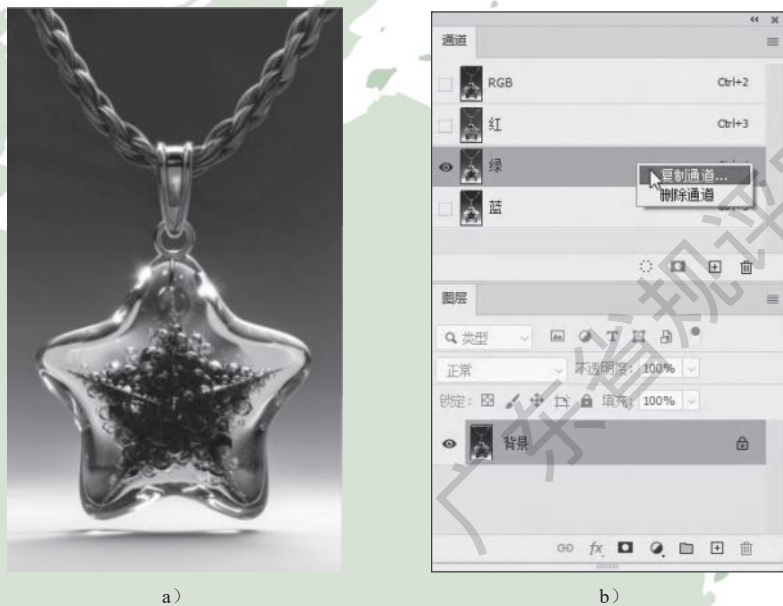 通道
RGB
Ctrl+2
红
Ctrl+3
绿
复制通道...
删除通道
蓝
图层
类型
正常
不透明度: 100%
锁定:
填充: 100%
背景
fx
a）
b）
广东省规评